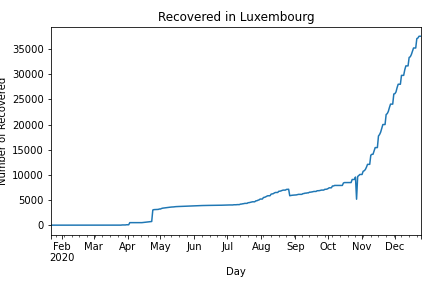 Recovered in Luxembourg
Number of Recovered
35000
30000
25000
20000
15000
10000
5000
0
Feb Mar Apr May Jun Jul Aug Sep Oct Nov Dec
2020
Day